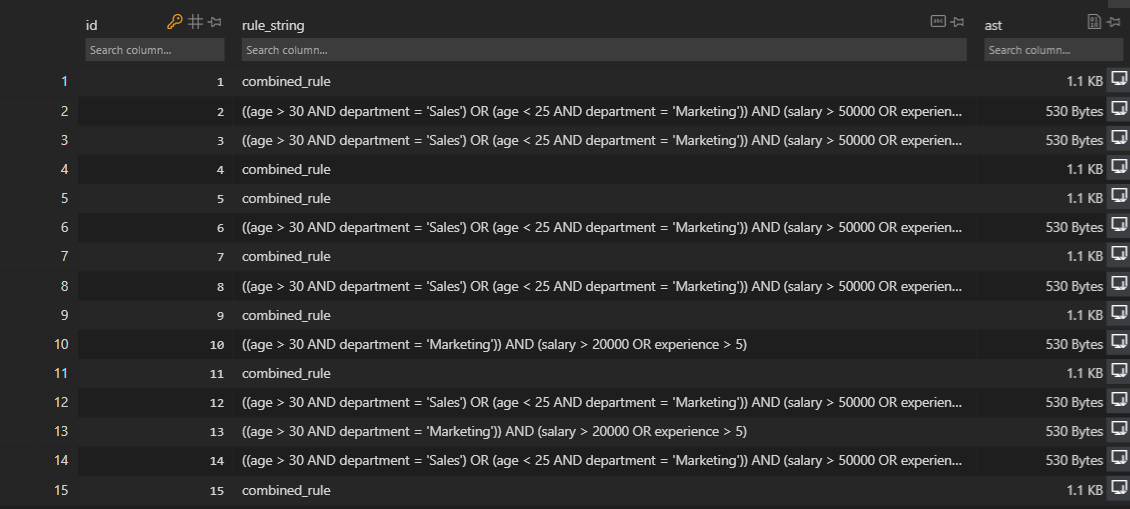 id rule_string ast
Search column... Search column... Search column...
1 1 combined_rule 1.1 KB
2 2 ((age > 30 AND department = 'Sales') OR (age < 25 AND department = 'Marketing')) AND (salary > 50000 OR experien... 530 Bytes
3 3 ((age > 30 AND department = 'Sales') OR (age < 25 AND department = 'Marketing')) AND (salary > 50000 OR experien... 530 Bytes
4 4 combined_rule 1.1 KB
5 5 combined_rule 1.1 KB
6 6 ((age > 30 AND department = 'Sales') OR (age < 25 AND department = 'Marketing')) AND (salary > 50000 OR experien... 530 Bytes
7 7 combined_rule 1.1 KB
8 8 ((age > 30 AND department = 'Sales') OR (age < 25 AND department = 'Marketing')) AND (salary > 50000 OR experien... 530 Bytes
9 9 combined_rule 1.1 KB
10 10 ((age > 30 AND department = 'Marketing')) AND (salary > 20000 OR experience > 5) 530 Bytes
11 11 combined_rule 1.1 KB
12 12 ((age > 30 AND department = 'Sales') OR (age < 25 AND department = 'Marketing')) AND (salary > 50000 OR experien... 530 Bytes
13 13 ((age > 30 AND department = 'Marketing')) AND (salary > 20000 OR experience > 5) 530 Bytes
14 14 ((age > 30 AND department = 'Sales') OR (age < 25 AND department = 'Marketing')) AND (salary > 50000 OR experien... 530 Bytes
15 15 combined_rule 1.1 KB